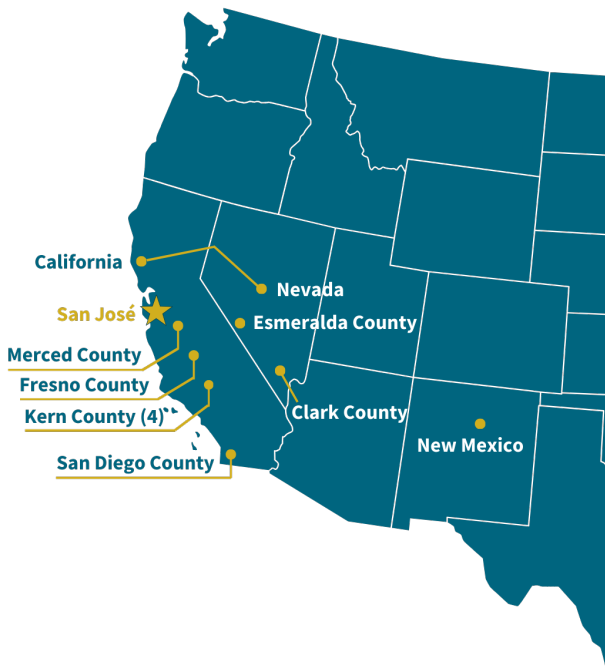 California
Nevada
San José
Esmeralda County
Merced County
Fresno County
Kern County (4)
Clark County
New Mexico
San Diego County